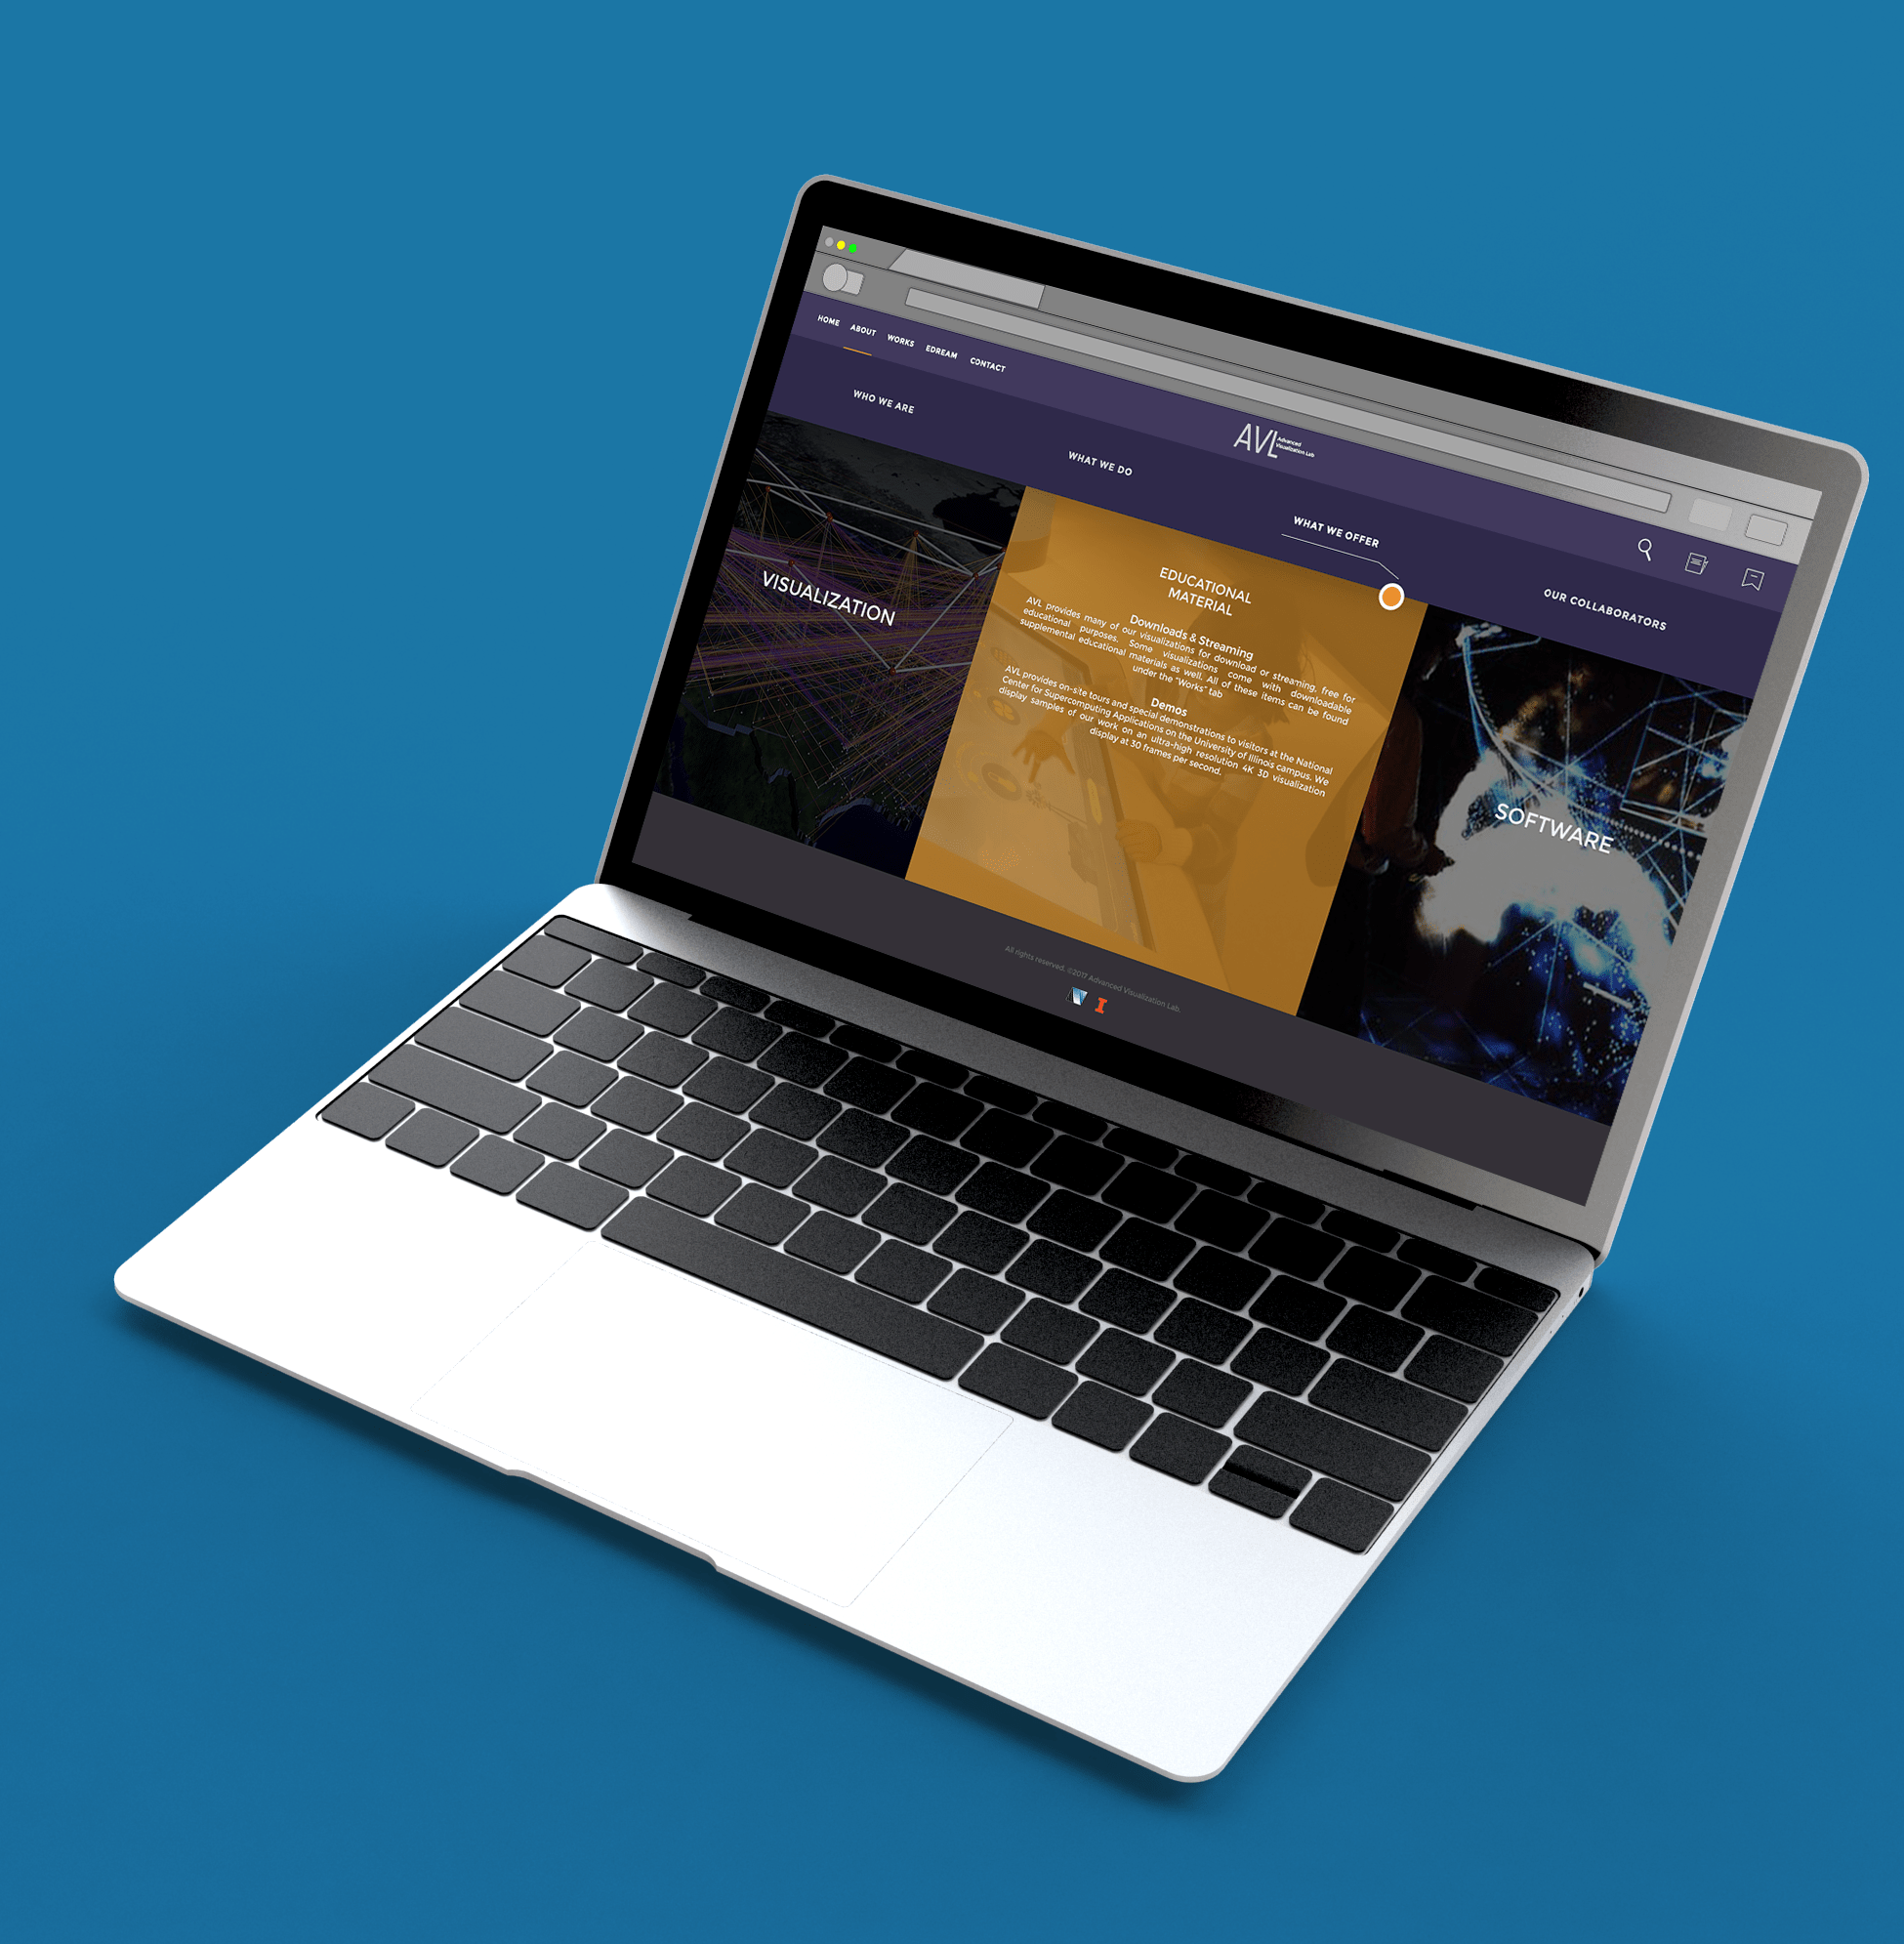 HOME ABOUT WORKS EDREAM CONTACT
AVL Advanced
Visualization Lab
WHO WE ARE
WHAT WE DO
WHAT WE OFFER
OUR COLLABORATORS
VISUALIZATION
EDUCATIONAL
MATERIAL
Downloads & Streaming
AVL provides many of our visualizations for download or streaming, free for
educational purposes. Some visualizations come with downloadable
supplemental educational materials as well. All of these items can be found
under the "Works" tab
Demos
AVL provides on-site tours and special demonstrations to visitors at the National
Center for Supercomputing Applications on the University of Illinois campus. We
display samples of our work on an ultra-high resolution 4K 3D visualization
display at 30 frames per second.
SOFTWARE
All rights reserved. ©2017 Advanced Visualization Lab.
I